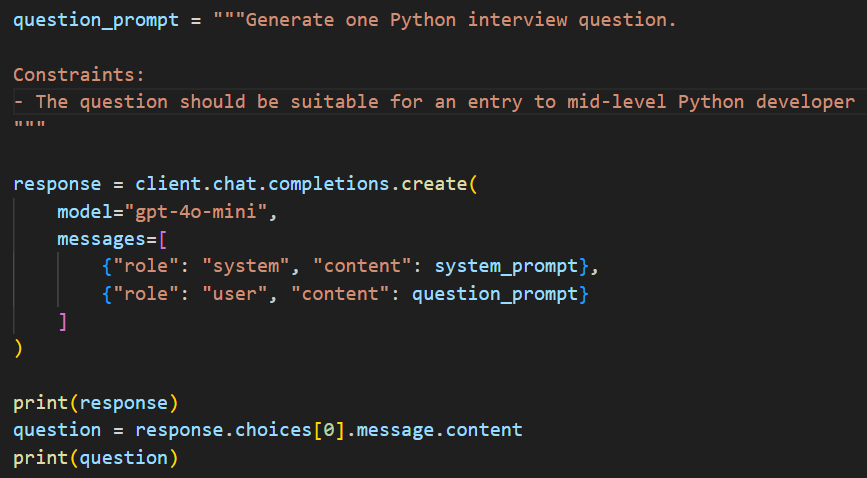 question_prompt = """Generate one Python interview question.

Constraints:
- The question should be suitable for an entry to mid-level Python developer
"""

response = client.chat.completions.create(
    model="gpt-4o-mini",
    messages=[
        {"role": "system", "content": system_prompt},
        {"role": "user", "content": question_prompt}
    ]
)

print(response)
question = response.choices[0].message.content
print(question)